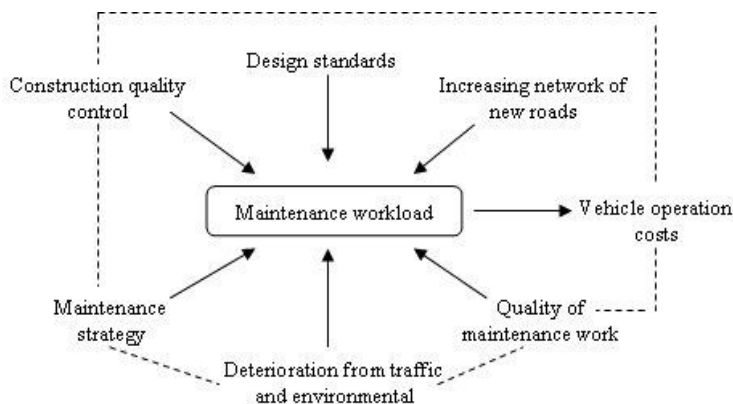 Design standards
Construction quality
control
Increasing network of
new roads
Maintenance workload
Vehicle operation
costs
Maintenance
strategy
Quality of
maintenance work
Deterioration from traffic
and environmental